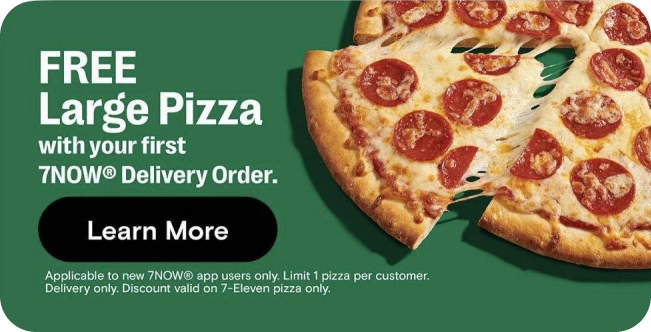 FREE
Large Pizza
with your first
7NOW® Delivery Order.
Learn More
Applicable to new 7NOW® app users only. Limit 1 pizza per customer.
Delivery only. Discount valid on 7-Eleven pizza only.